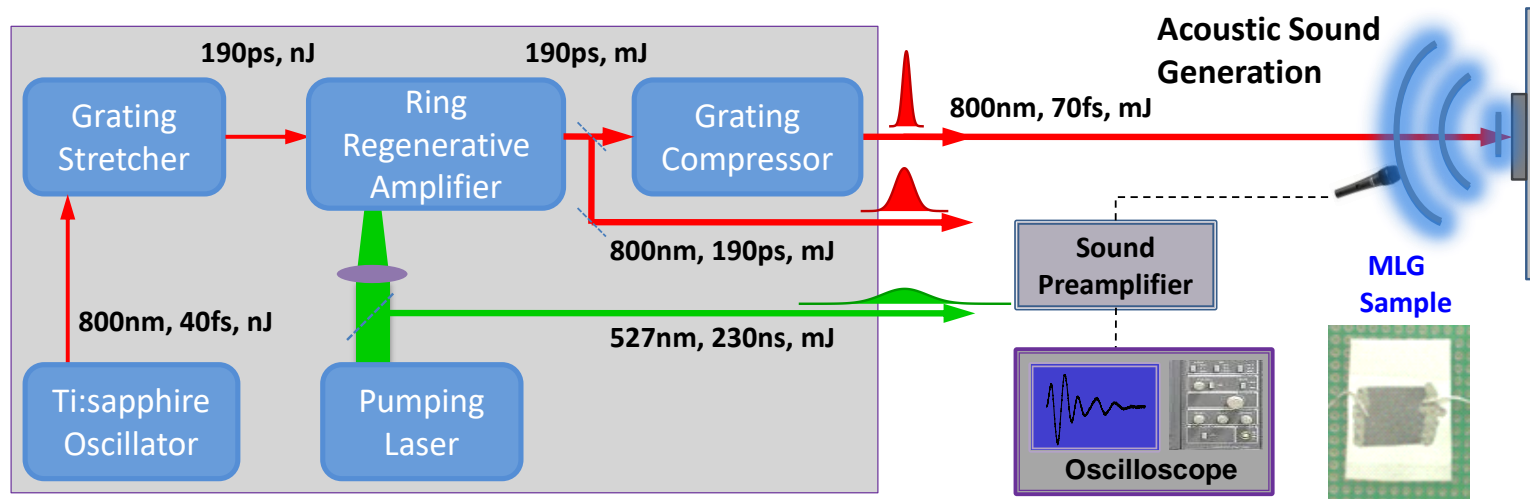 190ps, nJ
190ps, mJ
Acoustic Sound
Generation
Grating
Stretcher
Ring
Regenerative
Amplifier
Grating
Compressor
800nm, 70fs, mJ
800nm, 190ps, mJ
Sound
Preamplifier
MLG
Sample
800nm, 40fs, nJ
527nm, 230ns, mJ
Ti:sapphire
Oscillator
Pumping
Laser
Oscilloscope